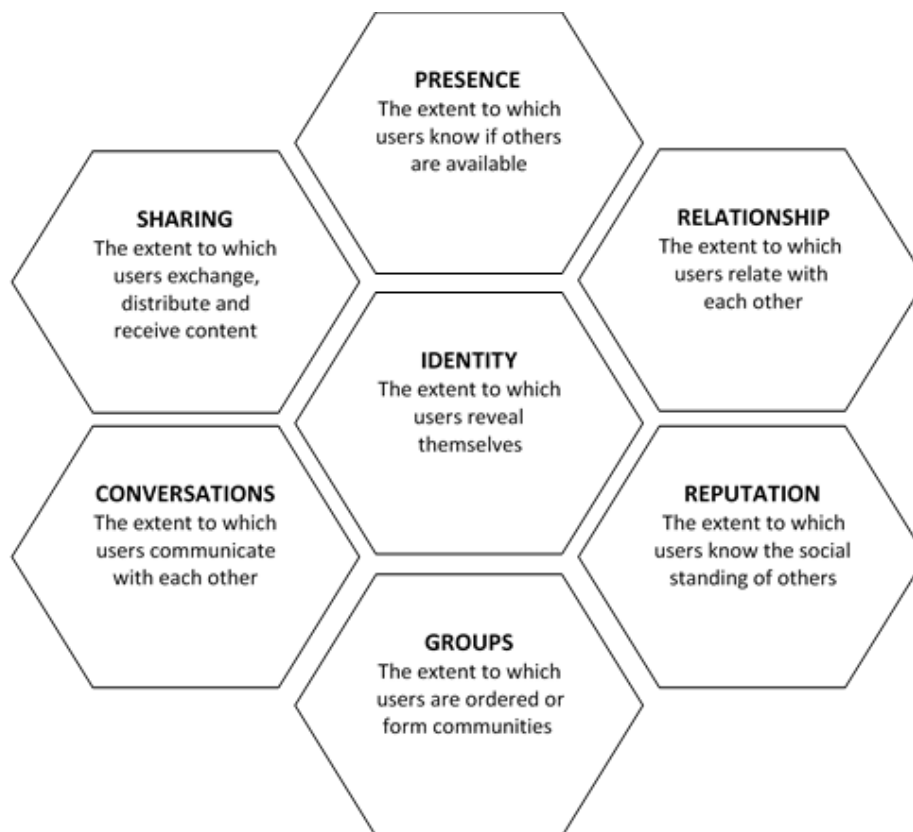 PRESENCE
The extent to which
users know if others
are available
SHARING
The extent to which
users exchange,
distribute and
receive content
RELATIONSHIP
The extent to which
users relate with
each other
IDENTITY
The extent to which
users reveal
themselves
CONVERSATIONS
The extent to which
users communicate
with each other
REPUTATION
The extent to which
users know the social
standing of others
GROUPS
The extent to which
users are ordered or
form communities